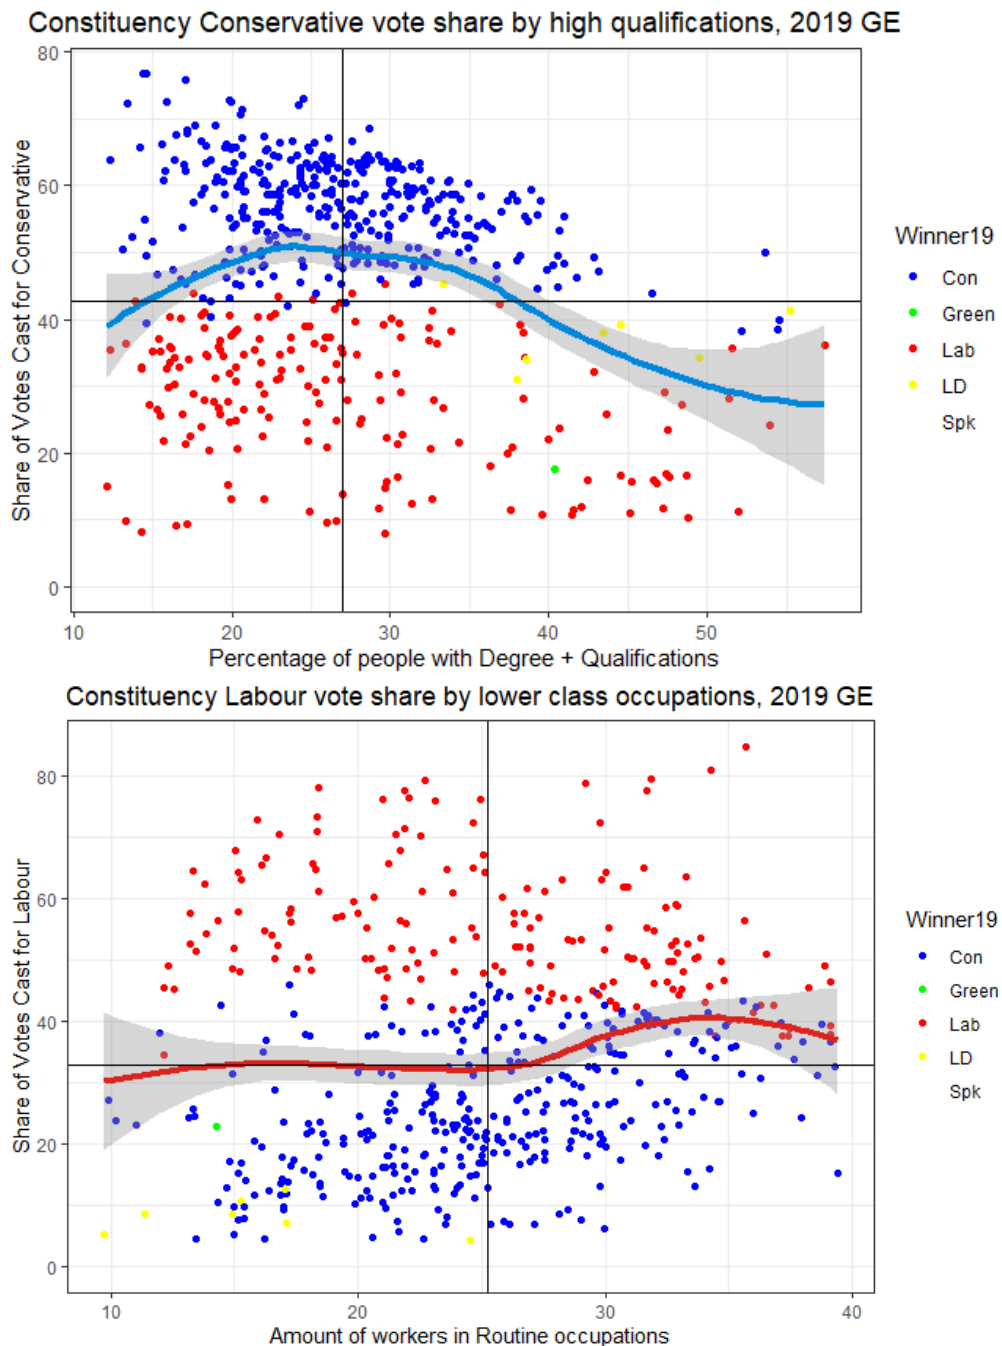 Constituency Conservative vote share by high qualifications, 2019 GE
80
60
40
20
0
Share of Votes Cast for Conservative
10 20 30 40 50
Percentage of people with Degree + Qualifications
Winner19
Con
Green
Lab
LD
Spk
Constituency Labour vote share by lower class occupations, 2019 GE
80
60
40
20
0
Share of Votes Cast for Labour
10 20 30 40
Amount of workers in Routine occupations
Winner19
Con
Green
Lab
LD
Spk